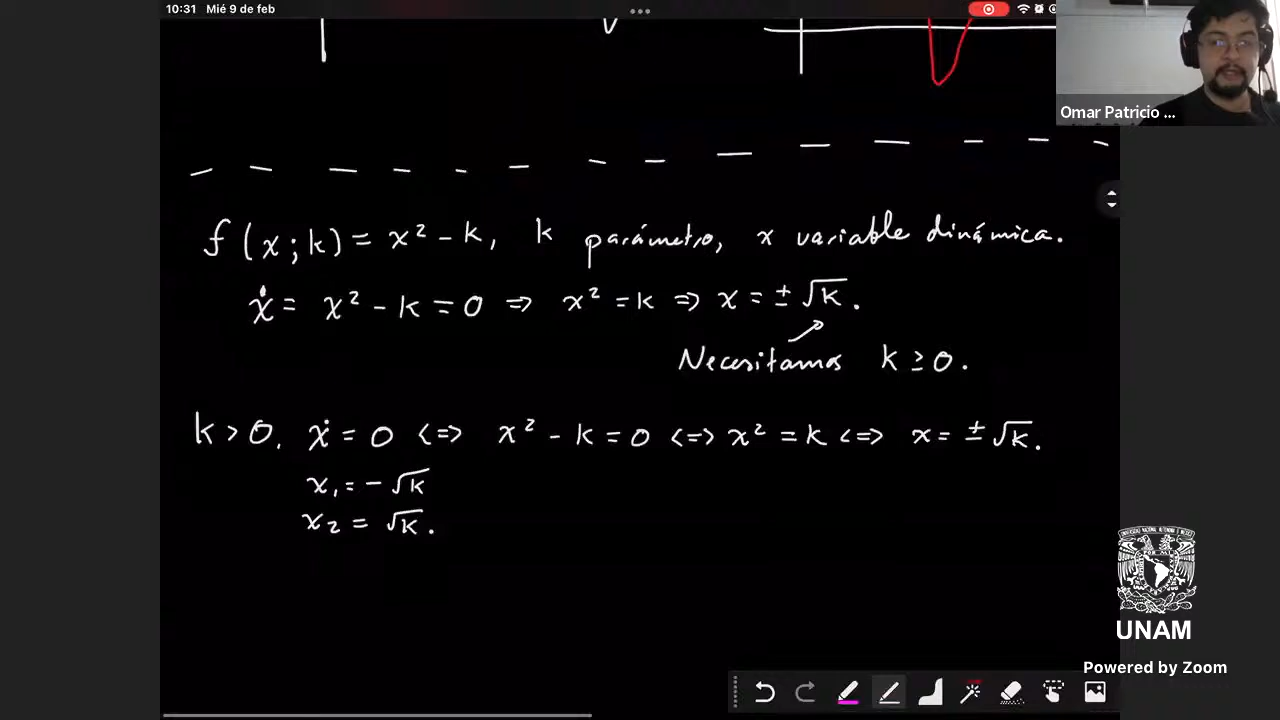 10:31 Mié 9 de feb
Omar Patricio ...
f(x;k) = x² - k, k parámetro, x variable dinámica.
ẋ = x² - k = 0 ⇒ x² = k ⇒ x = ± √k.
Necesitamos k ≥ 0.
k > 0. ẋ = 0 <=> x² - k = 0 <=> x² = k <=> x = ± √k.
x₁ = - √k
x₂ = √k.
UNAM
Powered by Zoom